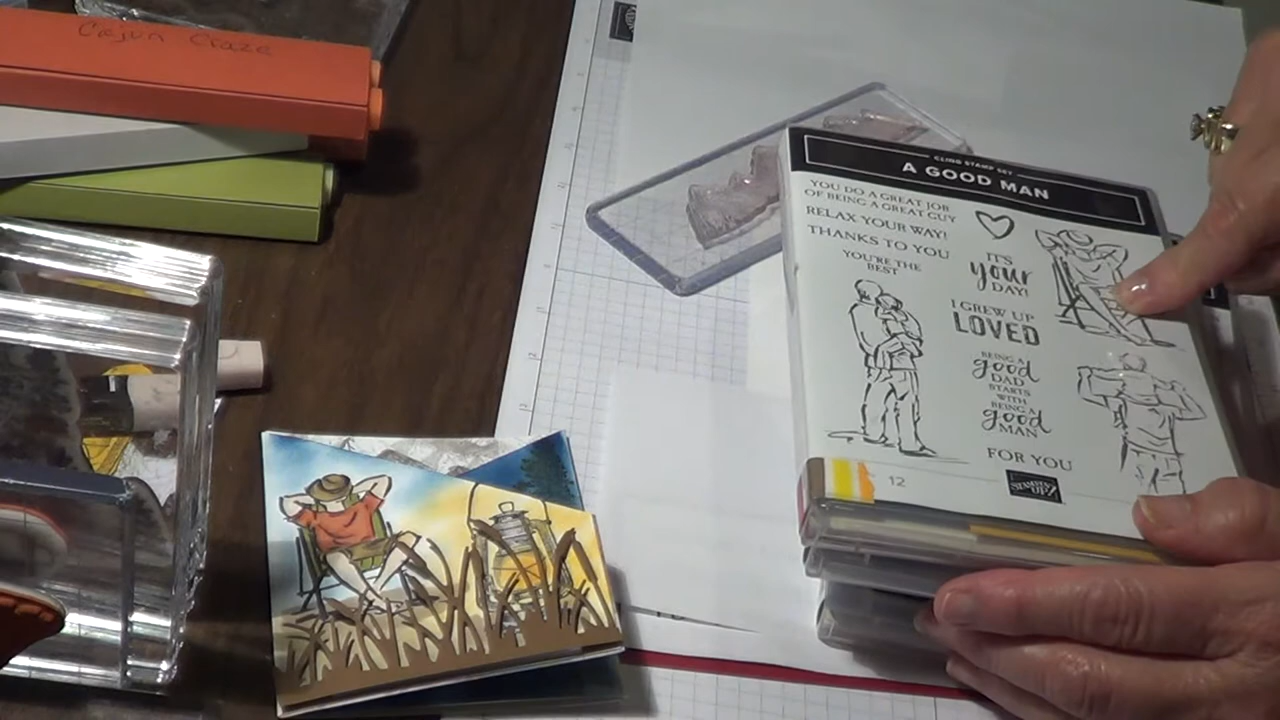 Cajun Craze
CLING STAMP SET
A GOOD MAN
YOU DO A GREAT JOB
OF BEING A GREAT GUY
RELAX YOUR WAY!
THANKS TO YOU
YOU'RE THE
BEST
IT'S
your
DAY!
I GREW UP
LOVED
BEING A
good
DAD
STARTS
WITH
BEING A
good
MAN
FOR YOU
12
STAMPIN' UP!